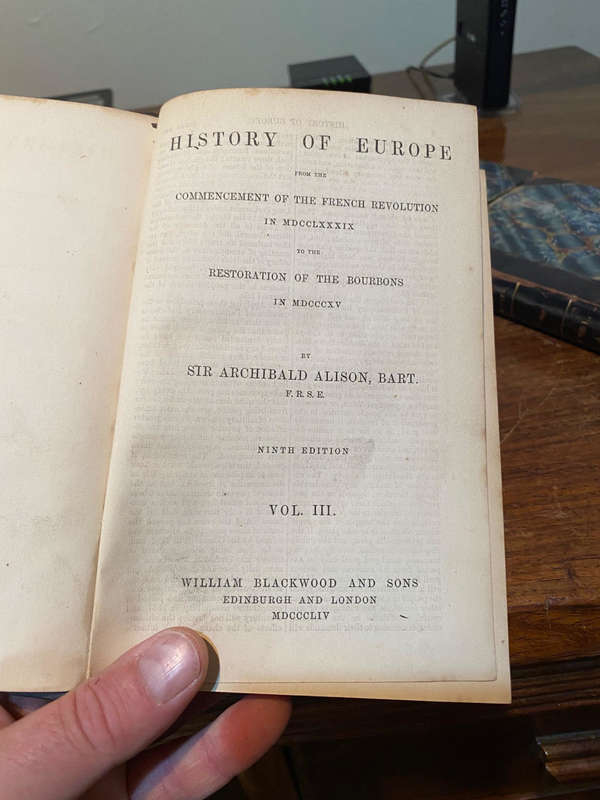 HISTORY OF EUROPE
FROM THE
COMMENCEMENT OF THE FRENCH REVOLUTION
IN MDCCLXXXIX
TO THE
RESTORATION OF THE BOURBONS
IN MDCCCXV
BY
SIR ARCHIBALD ALISON, BART.
F.R.S.E.
NINTH EDITION
VOL. III.
WILLIAM BLACKWOOD AND SONS
EDINBURGH AND LONDON
MDCCCLIV